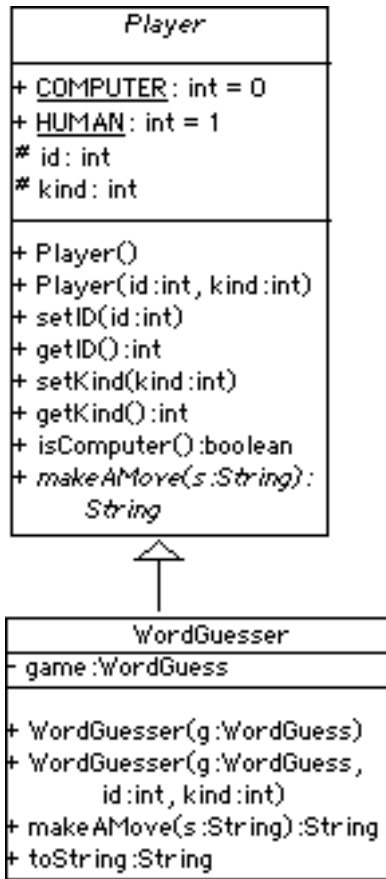 Player
+ COMPUTER: int = 0
+ HUMAN: int = 1
# id: int
# kind: int
+ Player()
+ Player(id:int, kind:int)
+ setID(id:int)
+ getID():int
+ setKind(kind:int)
+ getKind():int
+ isComputer():boolean
+ makeAMove(s:String):
String
WordGuesser
- game:WordGuess
+ WordGuesser(g:WordGuess)
+ WordGuesser(g:WordGuess,
id:int, kind:int)
+ makeAMove(s:String):String
+ toString:String